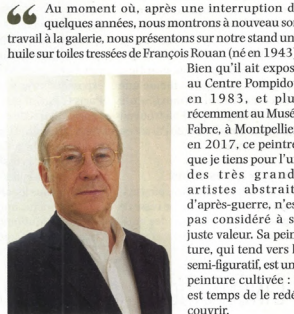 Au moment où, après une interruption d
quelques années, nous montrons à nouveau so
travail à la galerie, nous présentons sur notre stand un
huile sur toiles tressées de François Rouan (né en 1943
Bien qu'il ait expos
au Centre Pompido
en 1983, et plu
récemment au Musé
Fabre, à Montpellier
en 2017, ce peintre
que je tiens pour l'u
des très grand
artistes abstrait
d'après-guerre, n'es
pas considéré à s
juste valeur. Sa pein
ture, qui tend vers l
semi-figuratif, est un
peinture cultivée :
est temps de le redé
couvrir.